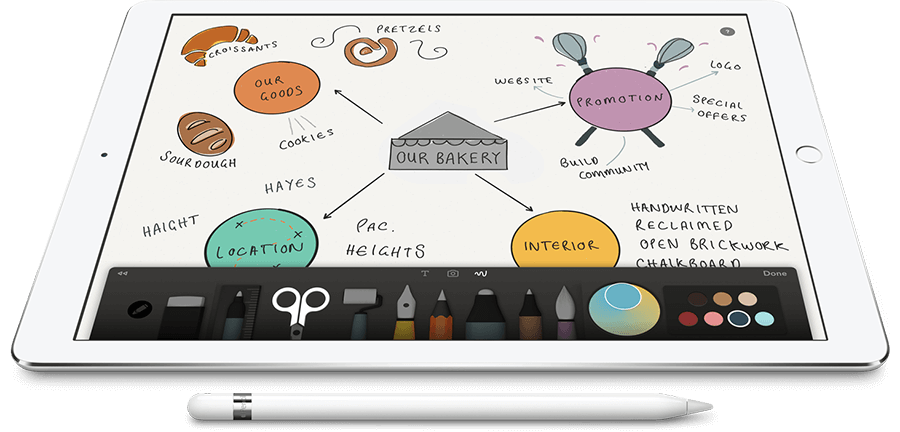 CROISSANTS
PRETZELS
?
OUR
GOODS
COOKIES
SOURDOUGH
WEBSITE
PROMOTION
LOGO
SPECIAL
OFFERS
BUILD
COMMUNITY
OUR BAKERY
HAYES
HAIGHT
LOCATION
PAC.
HEIGHTS
INTERIOR
HANDWRITTEN
RECLAIMED
OPEN BRICKWORK
CHALKBOARD
T
Done